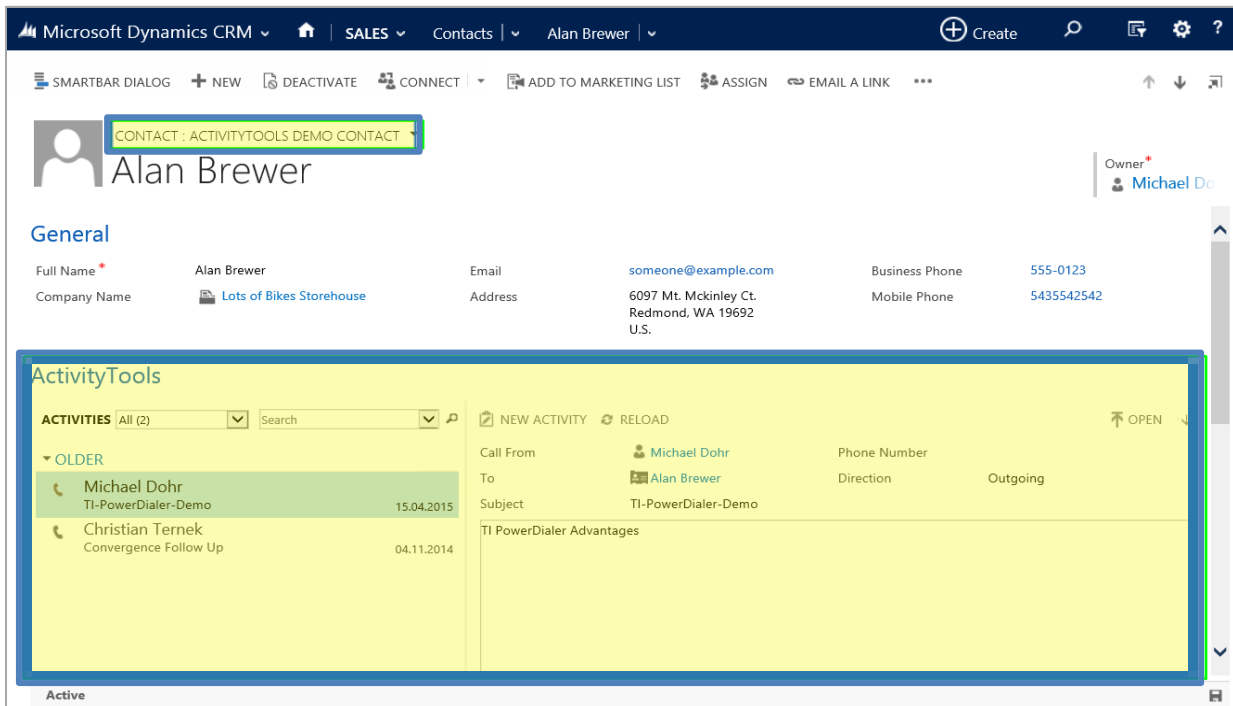 Microsoft Dynamics CRM SALES Contacts Alan Brewer Create ?
SMARTBAR DIALOG NEW DEACTIVATE CONNECT ADD TO MARKETING LIST ASSIGN EMAIL A LINK •••
CONTACT : ACTIVITYTOOLS DEMO CONTACT
Alan Brewer
Owner*
Michael Do
General
Full Name* Alan Brewer Email someone@example.com Business Phone 555-0123
Company Name Lots of Bikes Storehouse Address 6097 Mt. Mckinley Ct. Mobile Phone 5435542542
Redmond, WA 19692
U.S.
ActivityTools
ACTIVITIES All (2) Search NEW ACTIVITY RELOAD OPEN
Call From Michael Dohr Phone Number
OLDER
To Alan Brewer Direction Outgoing
Michael Dohr
TI-PowerDialer-Demo 15.04.2015
Subject TI-PowerDialer-Demo
Christian Ternek
Convergence Follow Up 04.11.2014
TI PowerDialer Advantages
Active